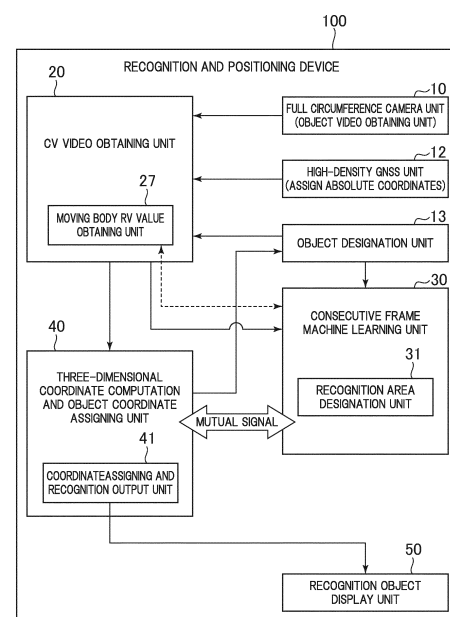 100
RECOGNITION AND POSITIONING DEVICE
20
CV VIDEO OBTAINING UNIT
27
MOVING BODY RV VALUE
OBTAINING UNIT
10
FULL CIRCUMFERENCE CAMERA UNIT
(OBJECT VIDEO OBTAINING UNIT)
12
HIGH-DENSITY GNSS UNIT
(ASSIGN ABSOLUTE COORDINATES)
13
OBJECT DESIGNATION UNIT
30
CONSECUTIVE FRAME
MACHINE LEARNING UNIT
31
RECOGNITION AREA
DESIGNATION UNIT
40
THREE-DIMENSIONAL
COORDINATE COMPUTATION
AND OBJECT COORDINATE
ASSIGNING UNIT
MUTUAL SIGNAL
41
COORDINATEASSIGNING AND
RECOGNITION OUTPUT UNIT
50
RECOGNITION OBJECT
DISPLAY UNIT